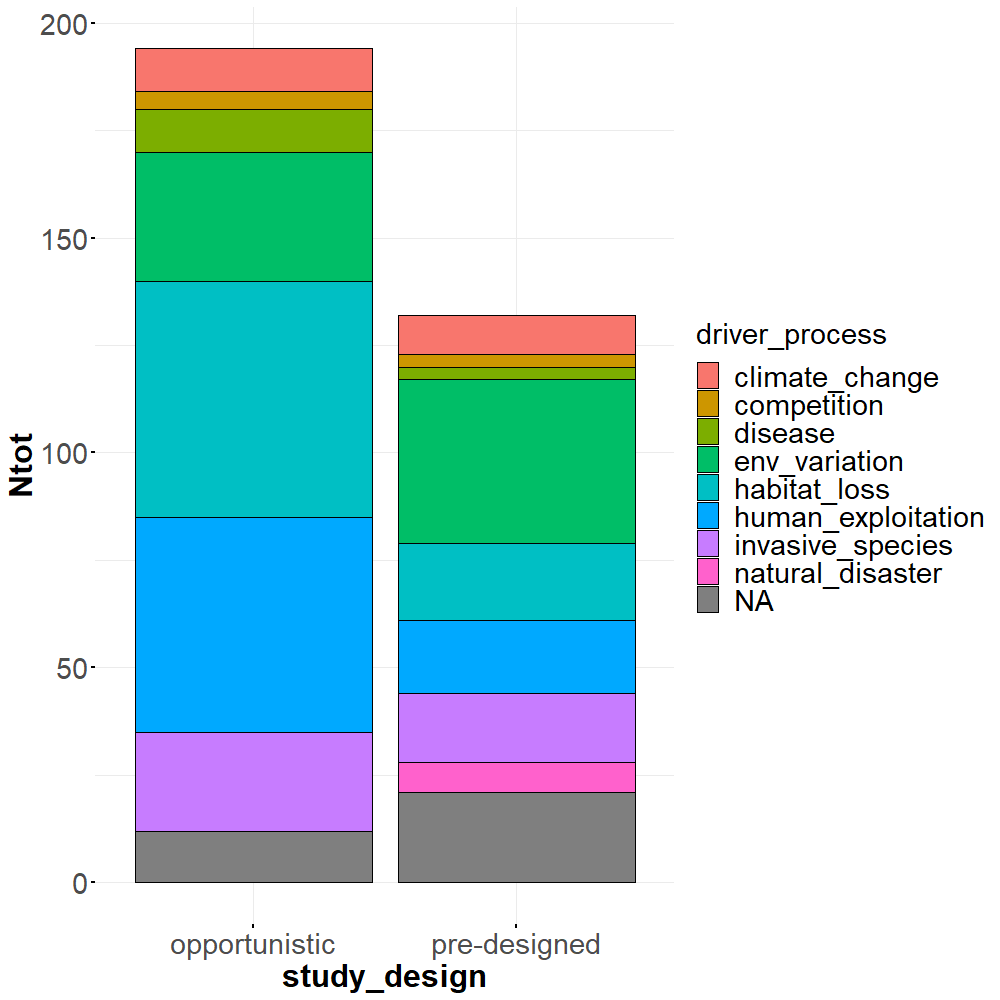 200
150
100
50
0
Ntot
opportunistic
pre-designed
study_design
driver_process
climate_change
competition
disease
env_variation
habitat_loss
human_exploitation
invasive_species
natural_disaster
NA